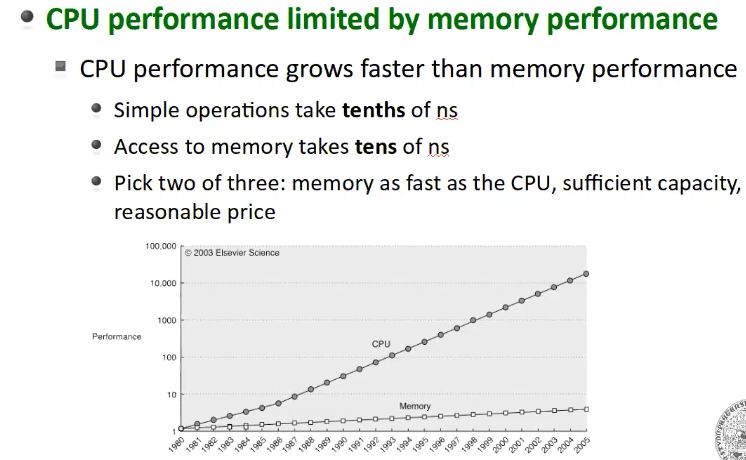 CPU performance limited by memory performance
CPU performance grows faster than memory performance
Simple operations take tenths of ns
Access to memory takes tens of ns
Pick two of three: memory as fast as the CPU, sufficient capacity,
reasonable price
100,000
© 2003 Elsevier Science
10,000
1000
Performance
CPU
100
10
Memory
1
1980 1981 1982 1983 1984 1985 1986 1987 1988 1989 1990 1991 1992 1993 1994 1995 1996 1997 1998 1999 2000 2001 2002 2003 2004 2005